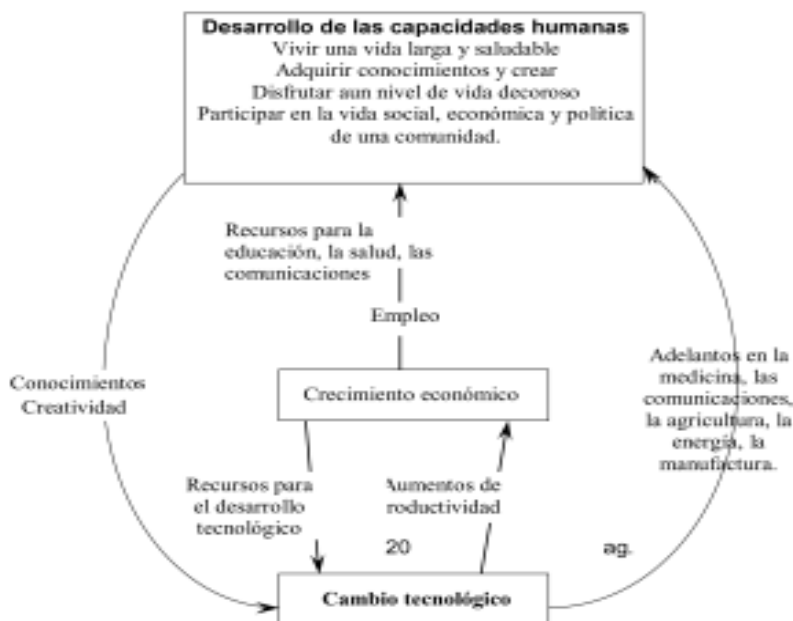 Desarrollo de las capacidades humanas
Vivir una vida larga y saludable
Adquirir conocimientos y crear
Disfrutar aun nivel de vida decoroso
Participar en la vida social, económica y política
de una comunidad.
Recursos para la
educación, la salud, las
comunicaciones
Empleo
Conocimientos
Creatividad
Crecimiento económico
Adelantos en la
medicina, las
comunicaciones,
la agricultura, la
energía, la
manufactura.
Recursos para
el desarrollo
tecnológico
Aumentos de
roductividad
20
ag.
Cambio tecnológico